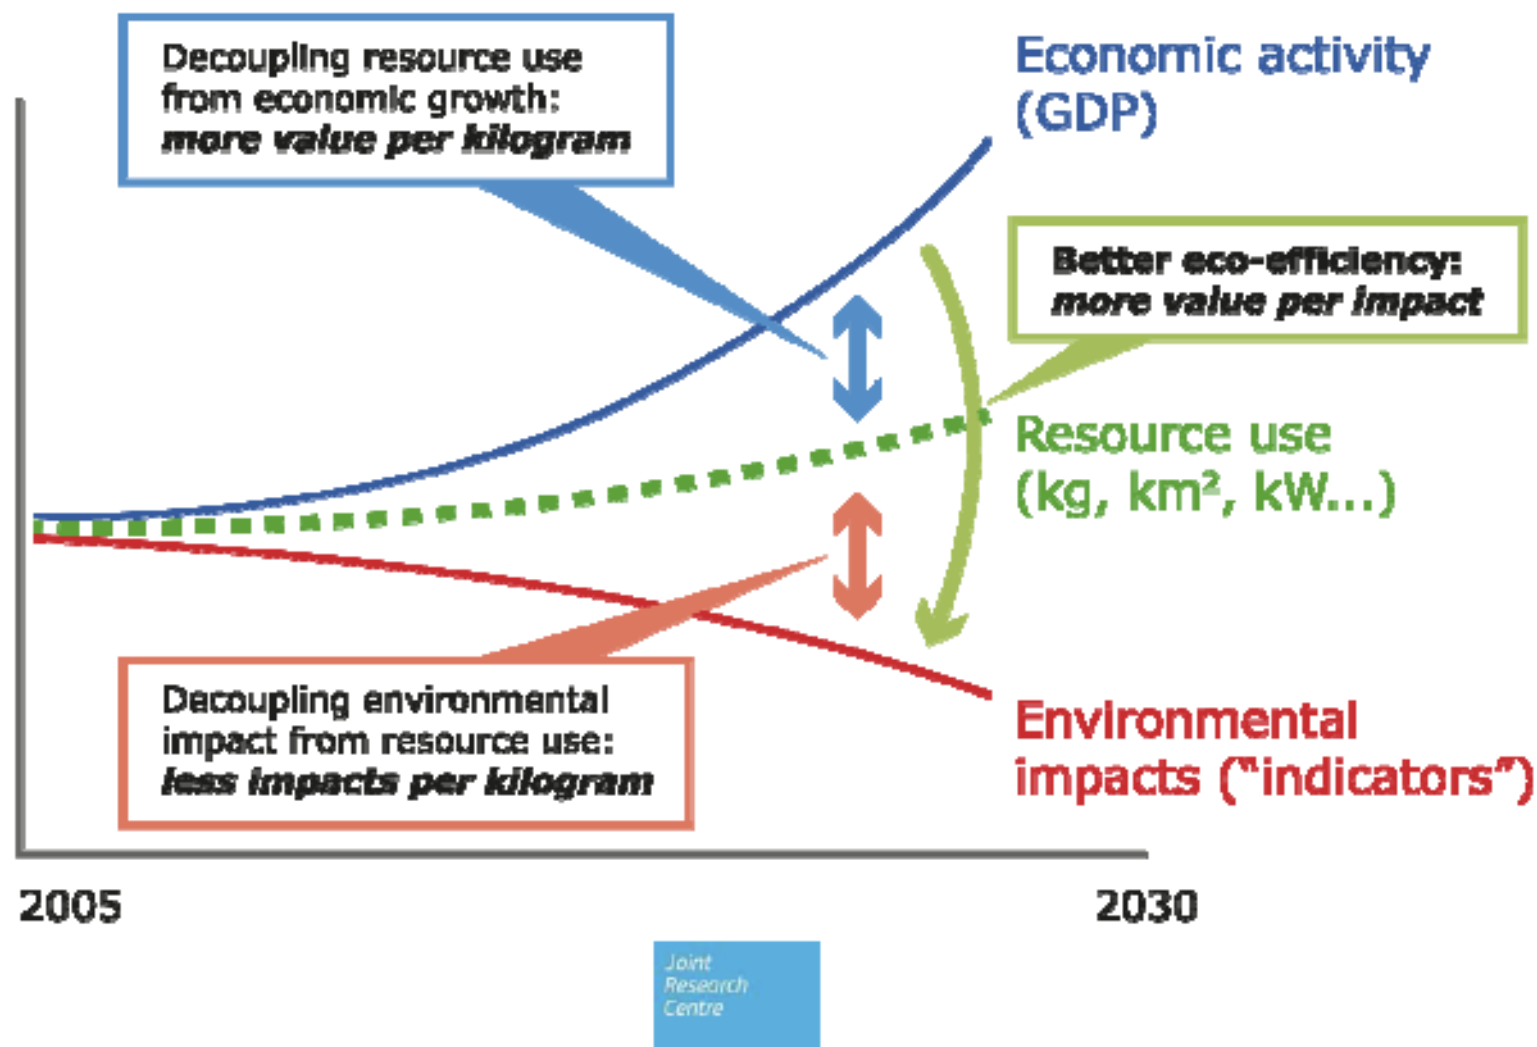 Decoupling resource use
from economic growth:
more value per kilogram
Economic activity
(GDP)
Better eco-efficiency:
more value per impact
Resource use
(kg, km², kW...)
Decoupling environmental
impact from resource use:
less impacts per kilogram
Environmental
impacts (“indicators”)
2005
2030
Joint
Research
Centre